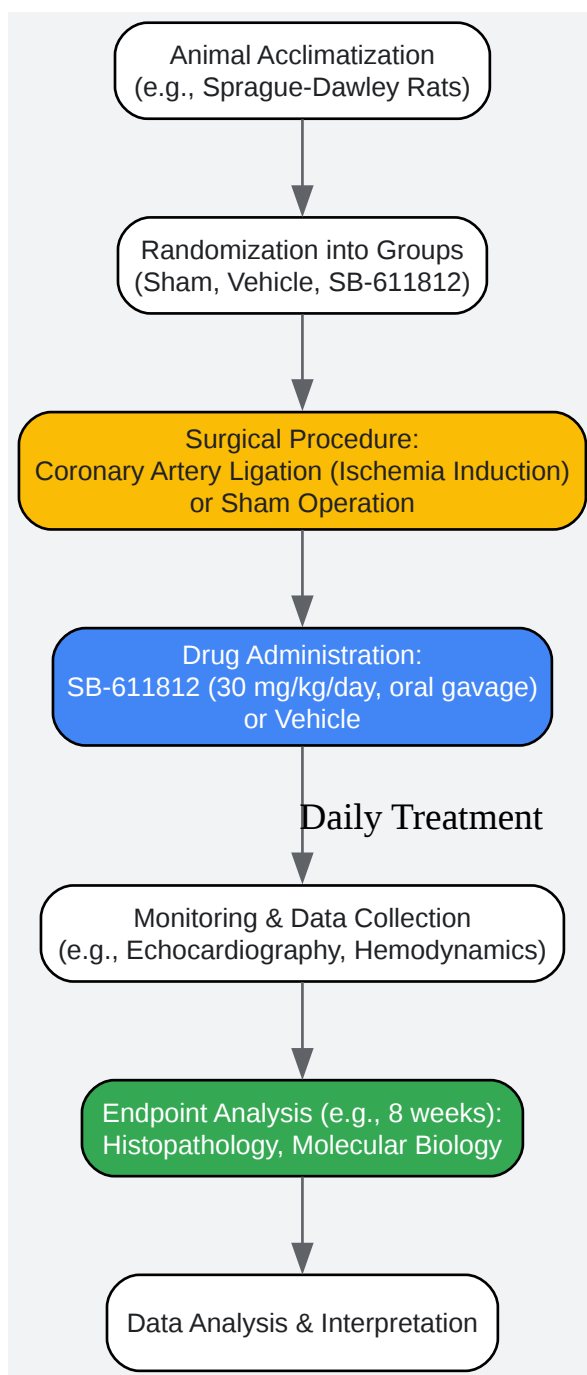 Animal Acclimatization
(e.g., Sprague-Dawley Rats)
Randomization into Groups
(Sham, Vehicle, SB-611812)
Surgical Procedure:
Coronary Artery Ligation (Ischemia Induction)
or Sham Operation
Drug Administration:
SB-611812 (30 mg/kg/day, oral gavage)
or Vehicle
Daily Treatment
Monitoring & Data Collection
(e.g., Echocardiography, Hemodynamics)
Endpoint Analysis (e.g., 8 weeks):
Histopathology, Molecular Biology
Data Analysis & Interpretation